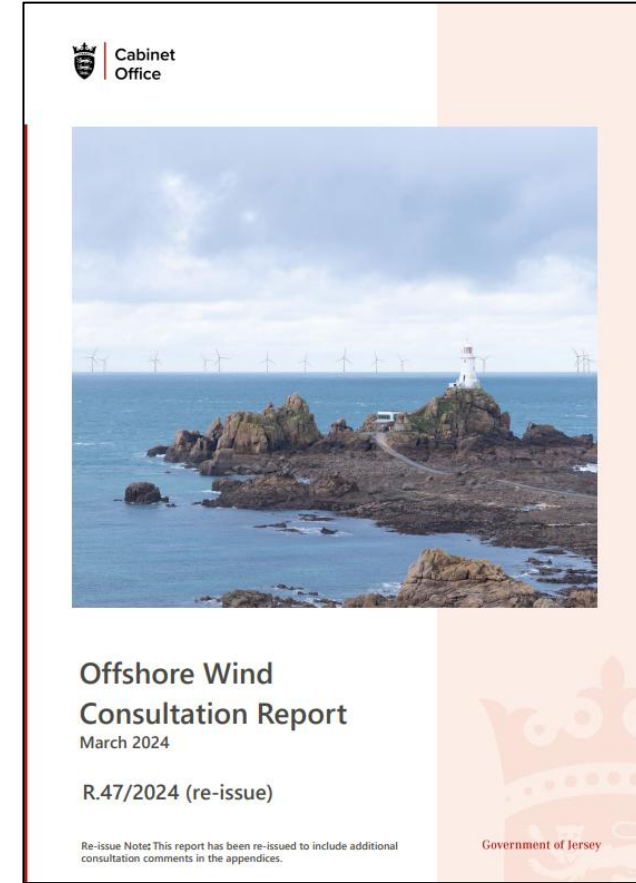 Cabinet
Office
Offshore Wind
Consultation Report
March 2024
R.47/2024 (re-issue)
Re-issue Note: This report has been re-issued to include additional
consultation comments in the appendices.
Government of Jersey